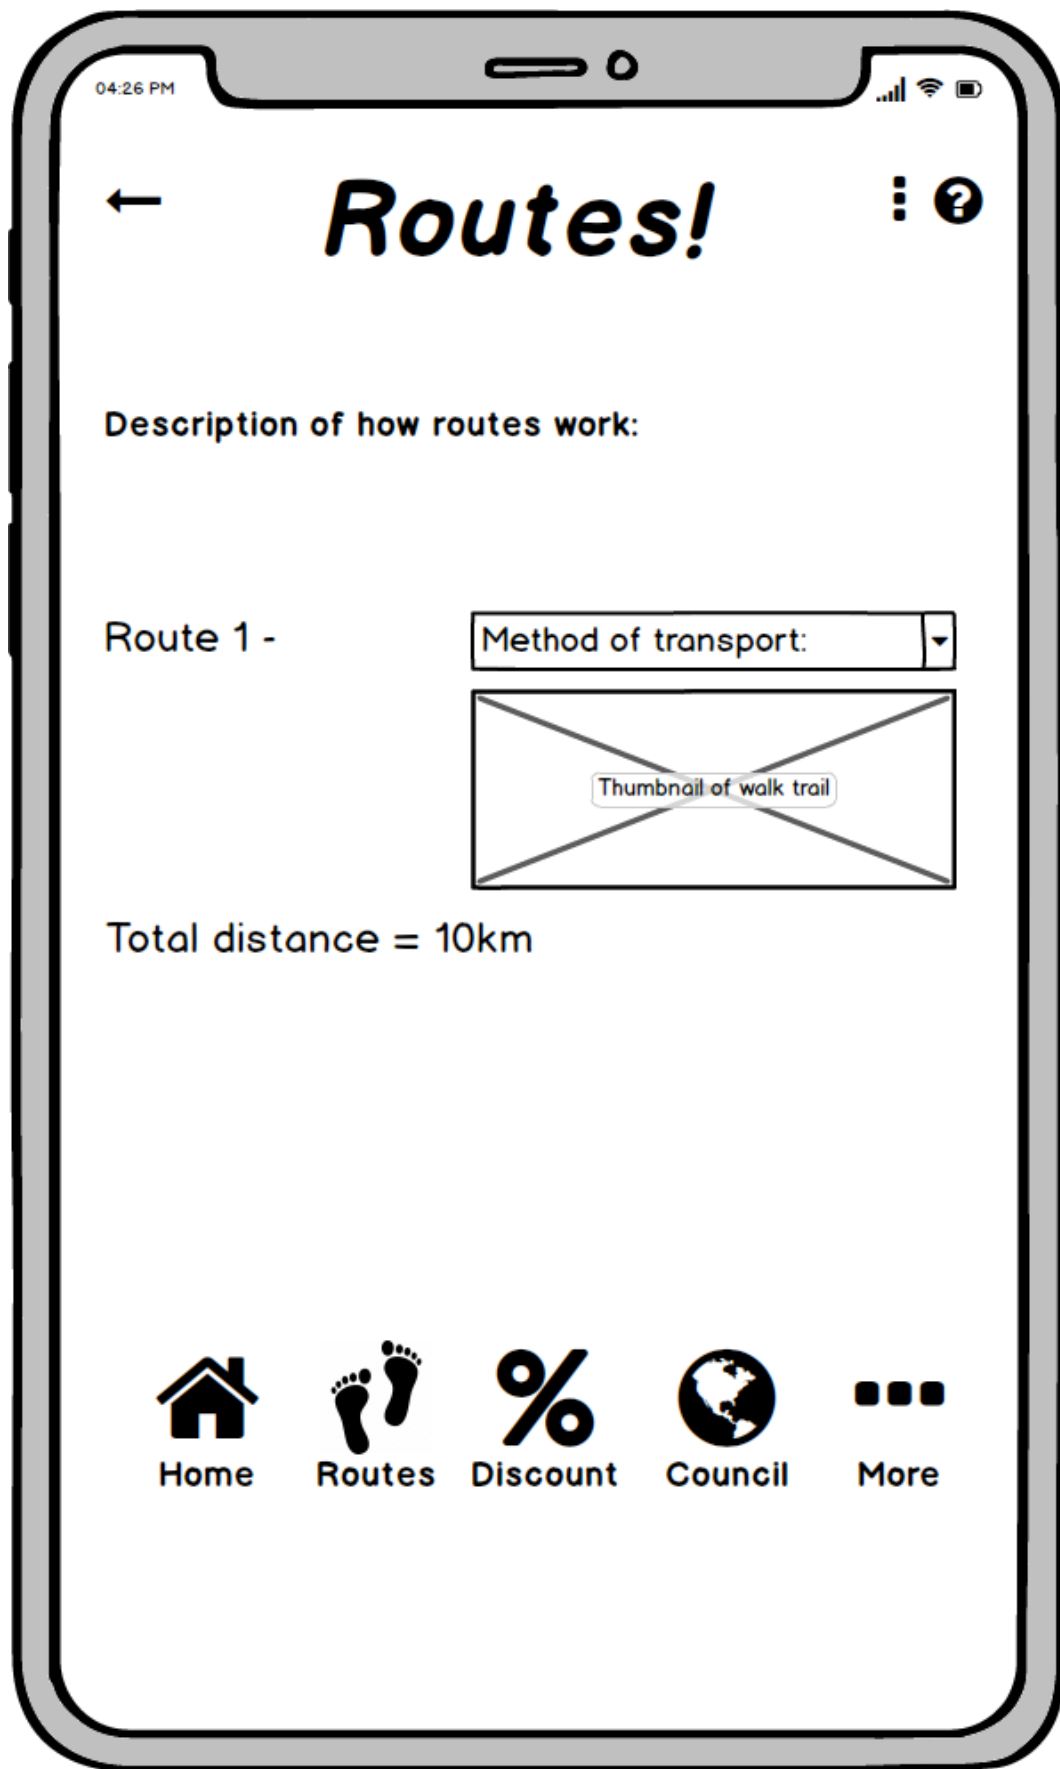 04:26 PM
Routes!
Description of how routes work:
Route 1 -
Method of transport:
Thumbnail of walk trail
Total distance = 10km
Home Routes Discount Council More